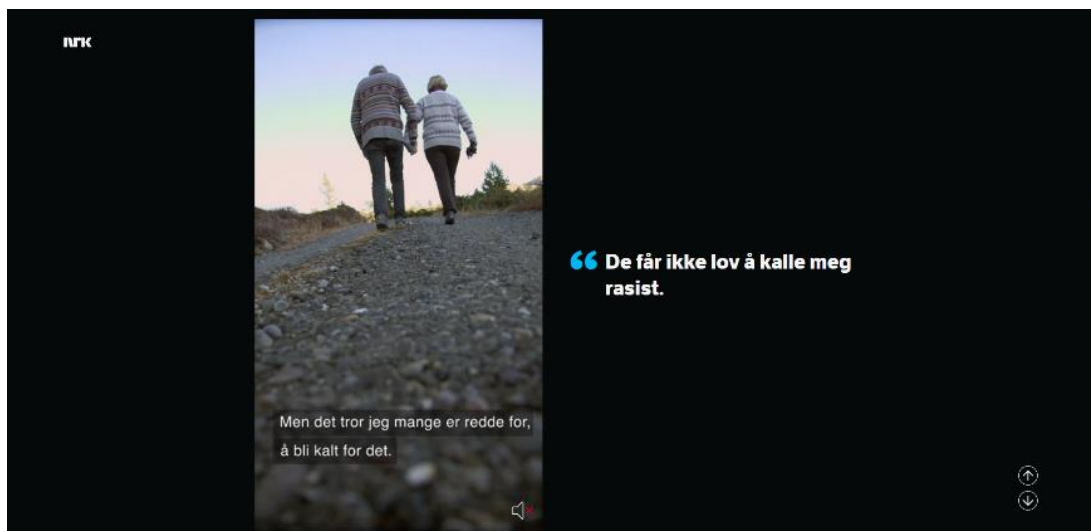 NRK
De får ikke lov å kalle meg
rasist.
Men det tror jeg mange er redde for,
å bli kalt for det.